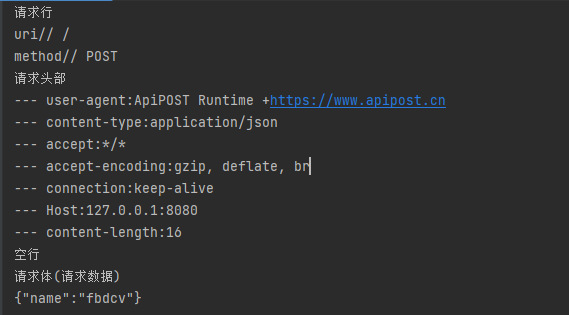 请求行
uri// /
method// POST
请求头部
--- user-agent:ApiPOST Runtime +https://www.apipost.cn
--- content-type:application/json
--- accept:*/*
--- accept-encoding:gzip, deflate, br
--- connection:keep-alive
--- Host:127.0.0.1:8080
--- content-length:16
空行
请求体(请求数据)
{"name":"fbdcv"}